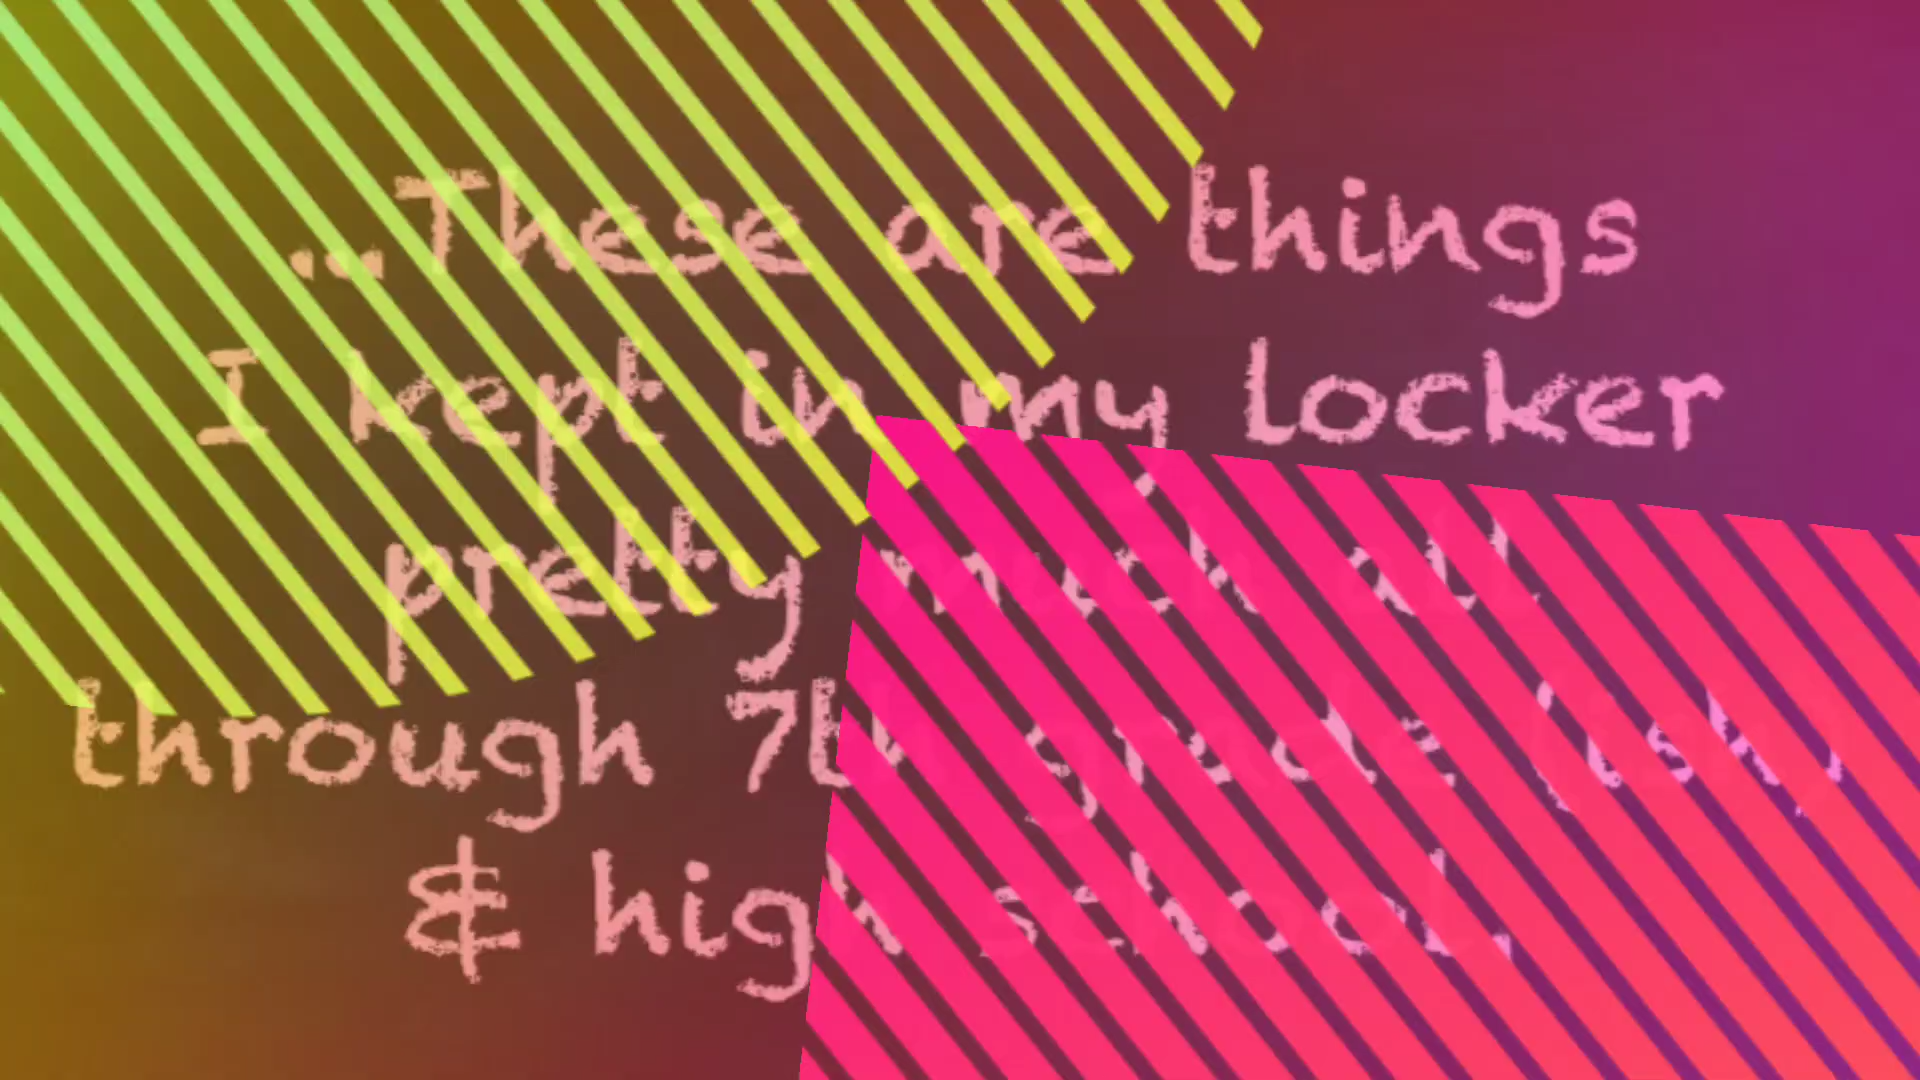 ...These are things
I kept in my locker
pretty much all
through 7th grade (ish)
& high school.